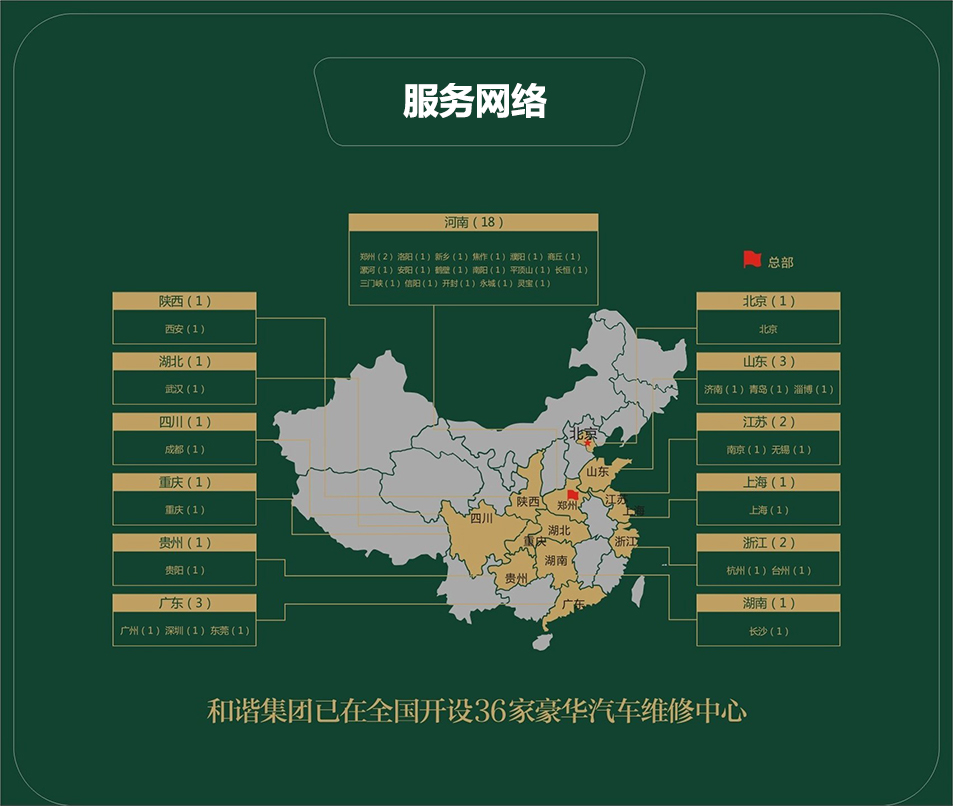 服务网络
河南（18）
郑州（2）洛阳（1）新乡（1）焦作（1）濮阳（1）商丘（1）
漯河（1）安阳（1）鹤壁（1）南阳（1）平顶山（1）长恒（1）
三门峡（1）信阳（1）开封（1）永城（1）灵宝（1）
总部
陕西（1）
西安（1）
湖北（1）
武汉（1）
四川（1）
成都（1）
重庆（1）
重庆（1）
贵州（1）
贵阳（1）
广东（3）
广州（1）深圳（1）东莞（1）
北京（1）
北京
山东（3）
济南（1）青岛（1）淄博（1）
江苏（2）
南京（1）无锡（1）
上海（1）
上海（1）
浙江（2）
杭州（1）台州（1）
湖南（1）
长沙（1）
北京
山东
陕西
郑州
江苏
上海
四川
湖北
重庆
浙江
湖南
贵州
广东
和谐集团已在全国开设36家豪华汽车维修中心